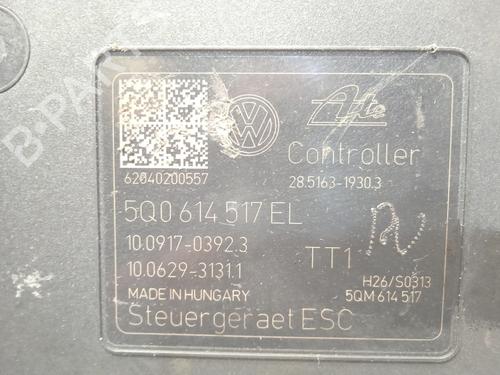 B-PARTS
Ate
Controller
62040200557
28.5163-1930.3
5Q0 614 517 EL
10.0917-0392.3
10.0629-3131.1
TT1
H26/S0313
MADE IN HUNGARY
5QM 614 517
Steuergeraet ESC